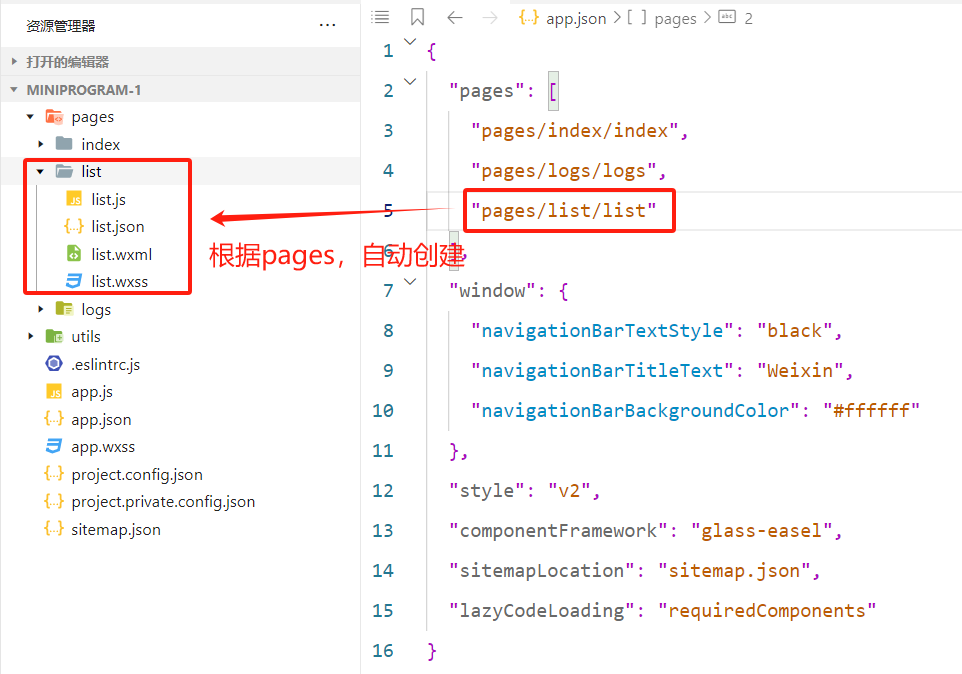 资源管理器 ...
打开的编辑器
MINIPROGRAM-1
pages
index
list
list.js
list.json
list.wxml
list.wxss
logs
utils
.eslintrc.js
app.js
app.json
app.wxss
project.config.json
project.private.config.json
sitemap.json
根据pages，自动创建
{..} app.json > [ ] pages > abc 2
1 {
2 "pages": [
3 "pages/index/index",
4 "pages/logs/logs",
5 "pages/list/list"
6 ],
7 "window": {
8 "navigationBarTextStyle": "black",
9 "navigationBarTitleText": "Weixin",
10 "navigationBarBackgroundColor": "#ffffff"
11 },
12 "style": "v2",
13 "componentFramework": "glass-easel",
14 "sitemapLocation": "sitemap.json",
15 "lazyCodeLoading": "requiredComponents"
16 }